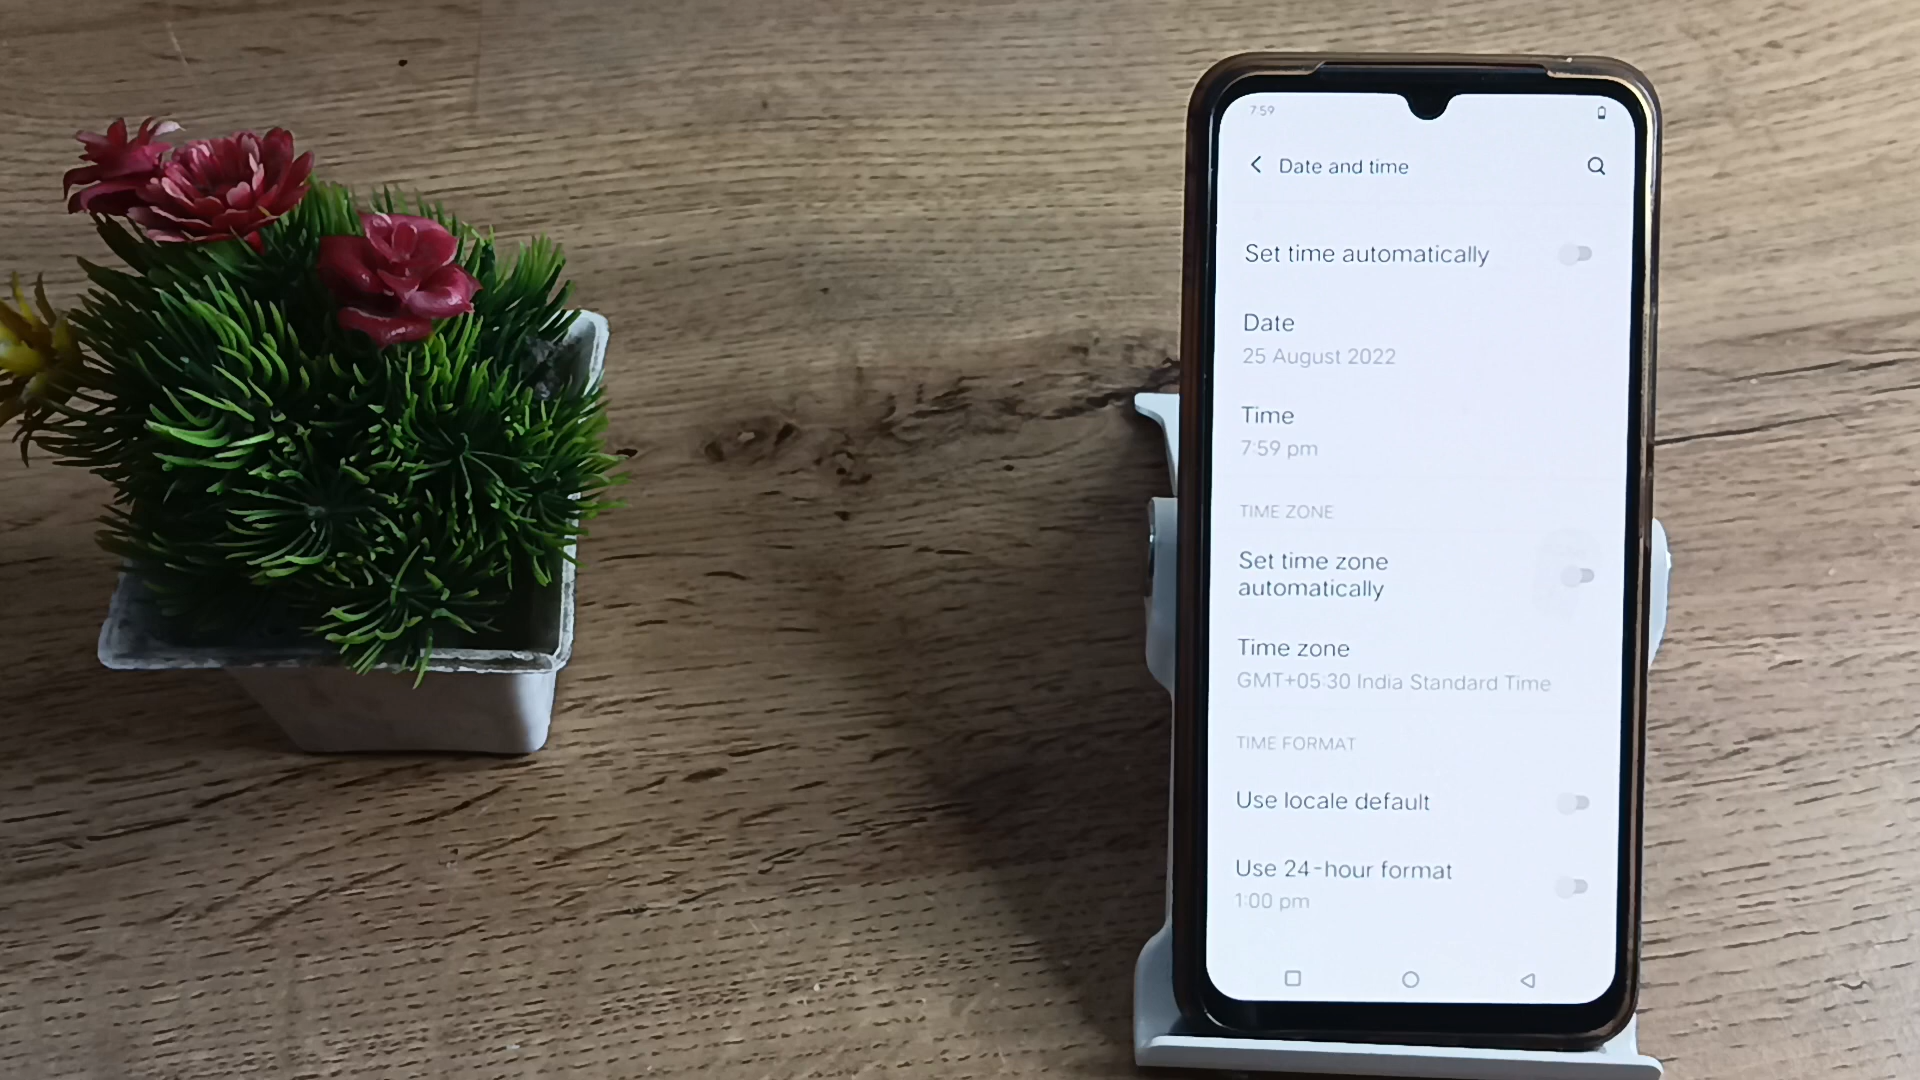 7:59
Date and time
Set time automatically
Date
25 August 2022
Time
7:59 pm
TIME ZONE
Set time zone
automatically
Time zone
GMT+05:30 India Standard Time
TIME FORMAT
Use locale default
Use 24-hour format
1:00 pm